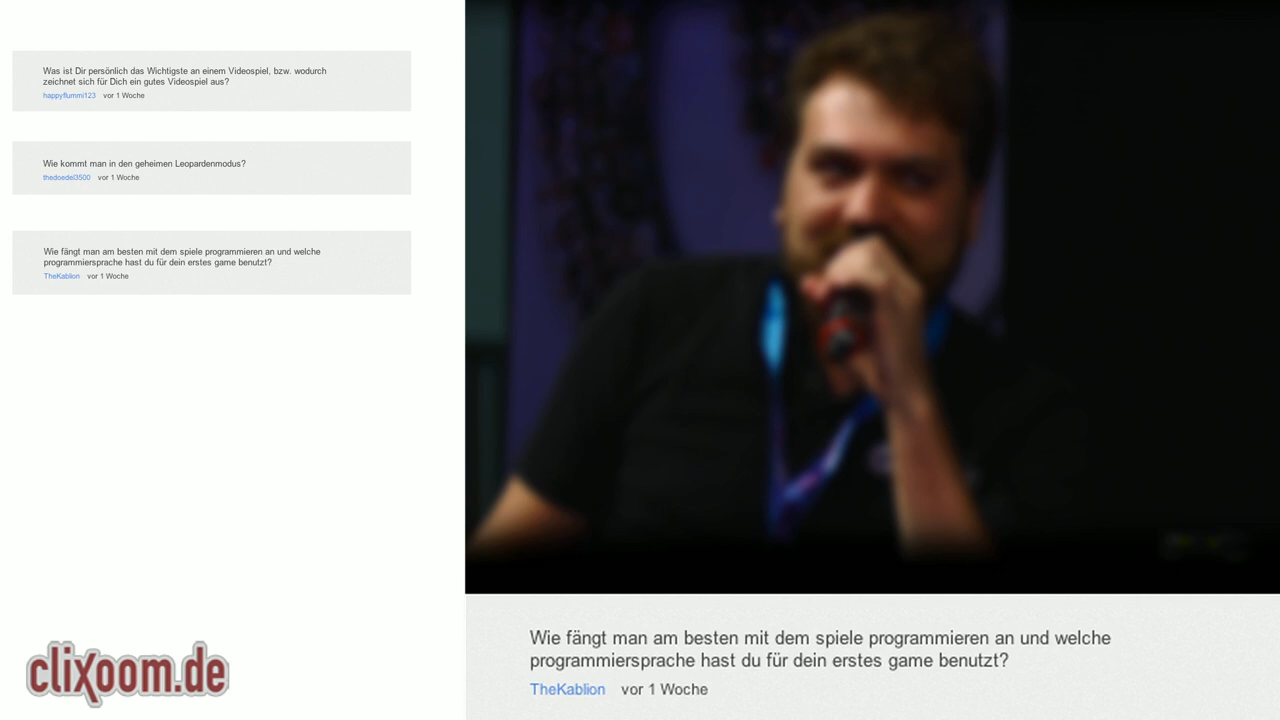 Was ist Dir persönlich das Wichtigste an einem Videospiel, bzw. wodurch
zeichnet sich für Dich ein gutes Videospiel aus?
happyflummi123 vor 1 Woche
Wie kommt man in den geheimen Leopardenmodus?
thedoedel3500 vor 1 Woche
Wie fängt man am besten mit dem spiele programmieren an und welche
programmiersprache hast du für dein erstes game benutzt?
TheKablion vor 1 Woche
clixoom.de
Wie fängt man am besten mit dem spiele programmieren an und welche
programmiersprache hast du für dein erstes game benutzt?
TheKablion vor 1 Woche